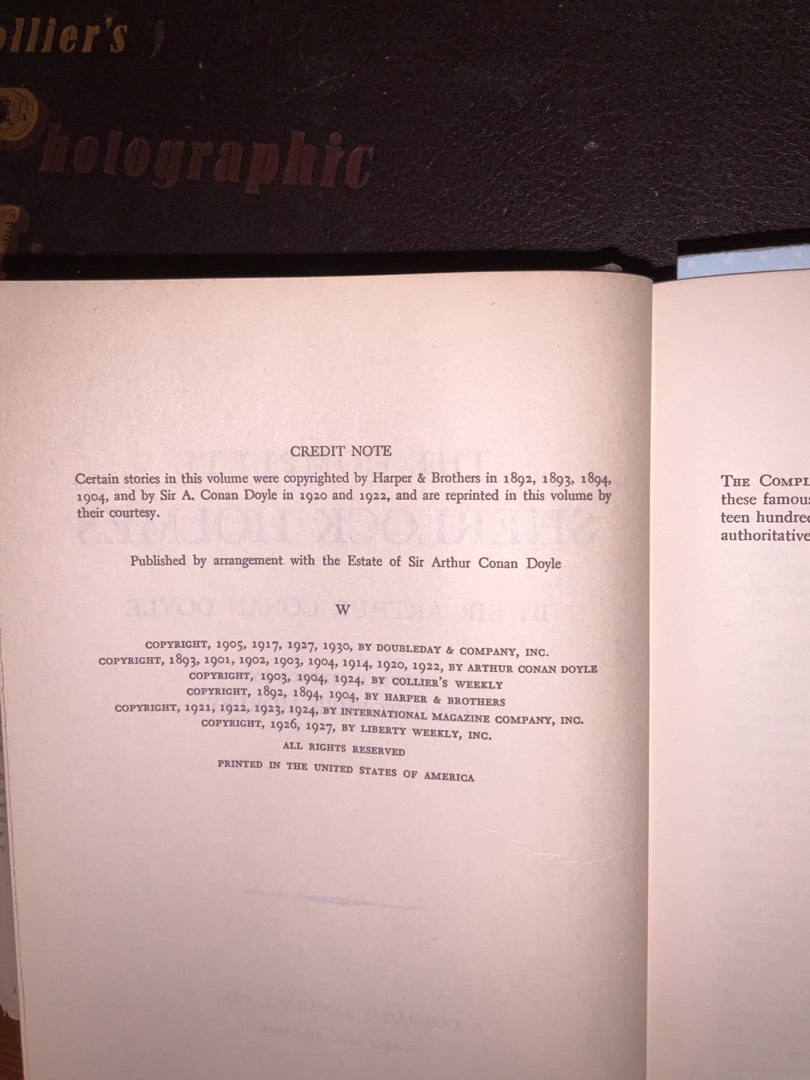 ollier's
Photographic
CREDIT NOTE
Certain stories in this volume were copyrighted by Harper & Brothers in 1892, 1893, 1894,
1904, and by Sir A. Conan Doyle in 1920 and 1922, and are reprinted in this volume by
their courtesy.
Published by arrangement with the Estate of Sir Arthur Conan Doyle
W
COPYRIGHT, 1905, 1917, 1927, 1930, BY DOUBLEDAY & COMPANY, INC.
COPYRIGHT, 1893, 1901, 1902, 1903, 1904, 1914, 1920, 1922, BY ARTHUR CONAN DOYLE
COPYRIGHT, 1903, 1904, 1924, BY COLLIER'S WEEKLY
COPYRIGHT, 1892, 1894, 1904, BY HARPER & BROTHERS
COPYRIGHT, 1921, 1922, 1923, 1924, BY INTERNATIONAL MAGAZINE COMPANY, INC.
COPYRIGHT, 1926, 1927, BY LIBERTY WEEKLY, INC.
ALL RIGHTS RESERVED
PRINTED IN THE UNITED STATES OF AMERICA
THE COMPL
these famou
teen hundre
authoritative